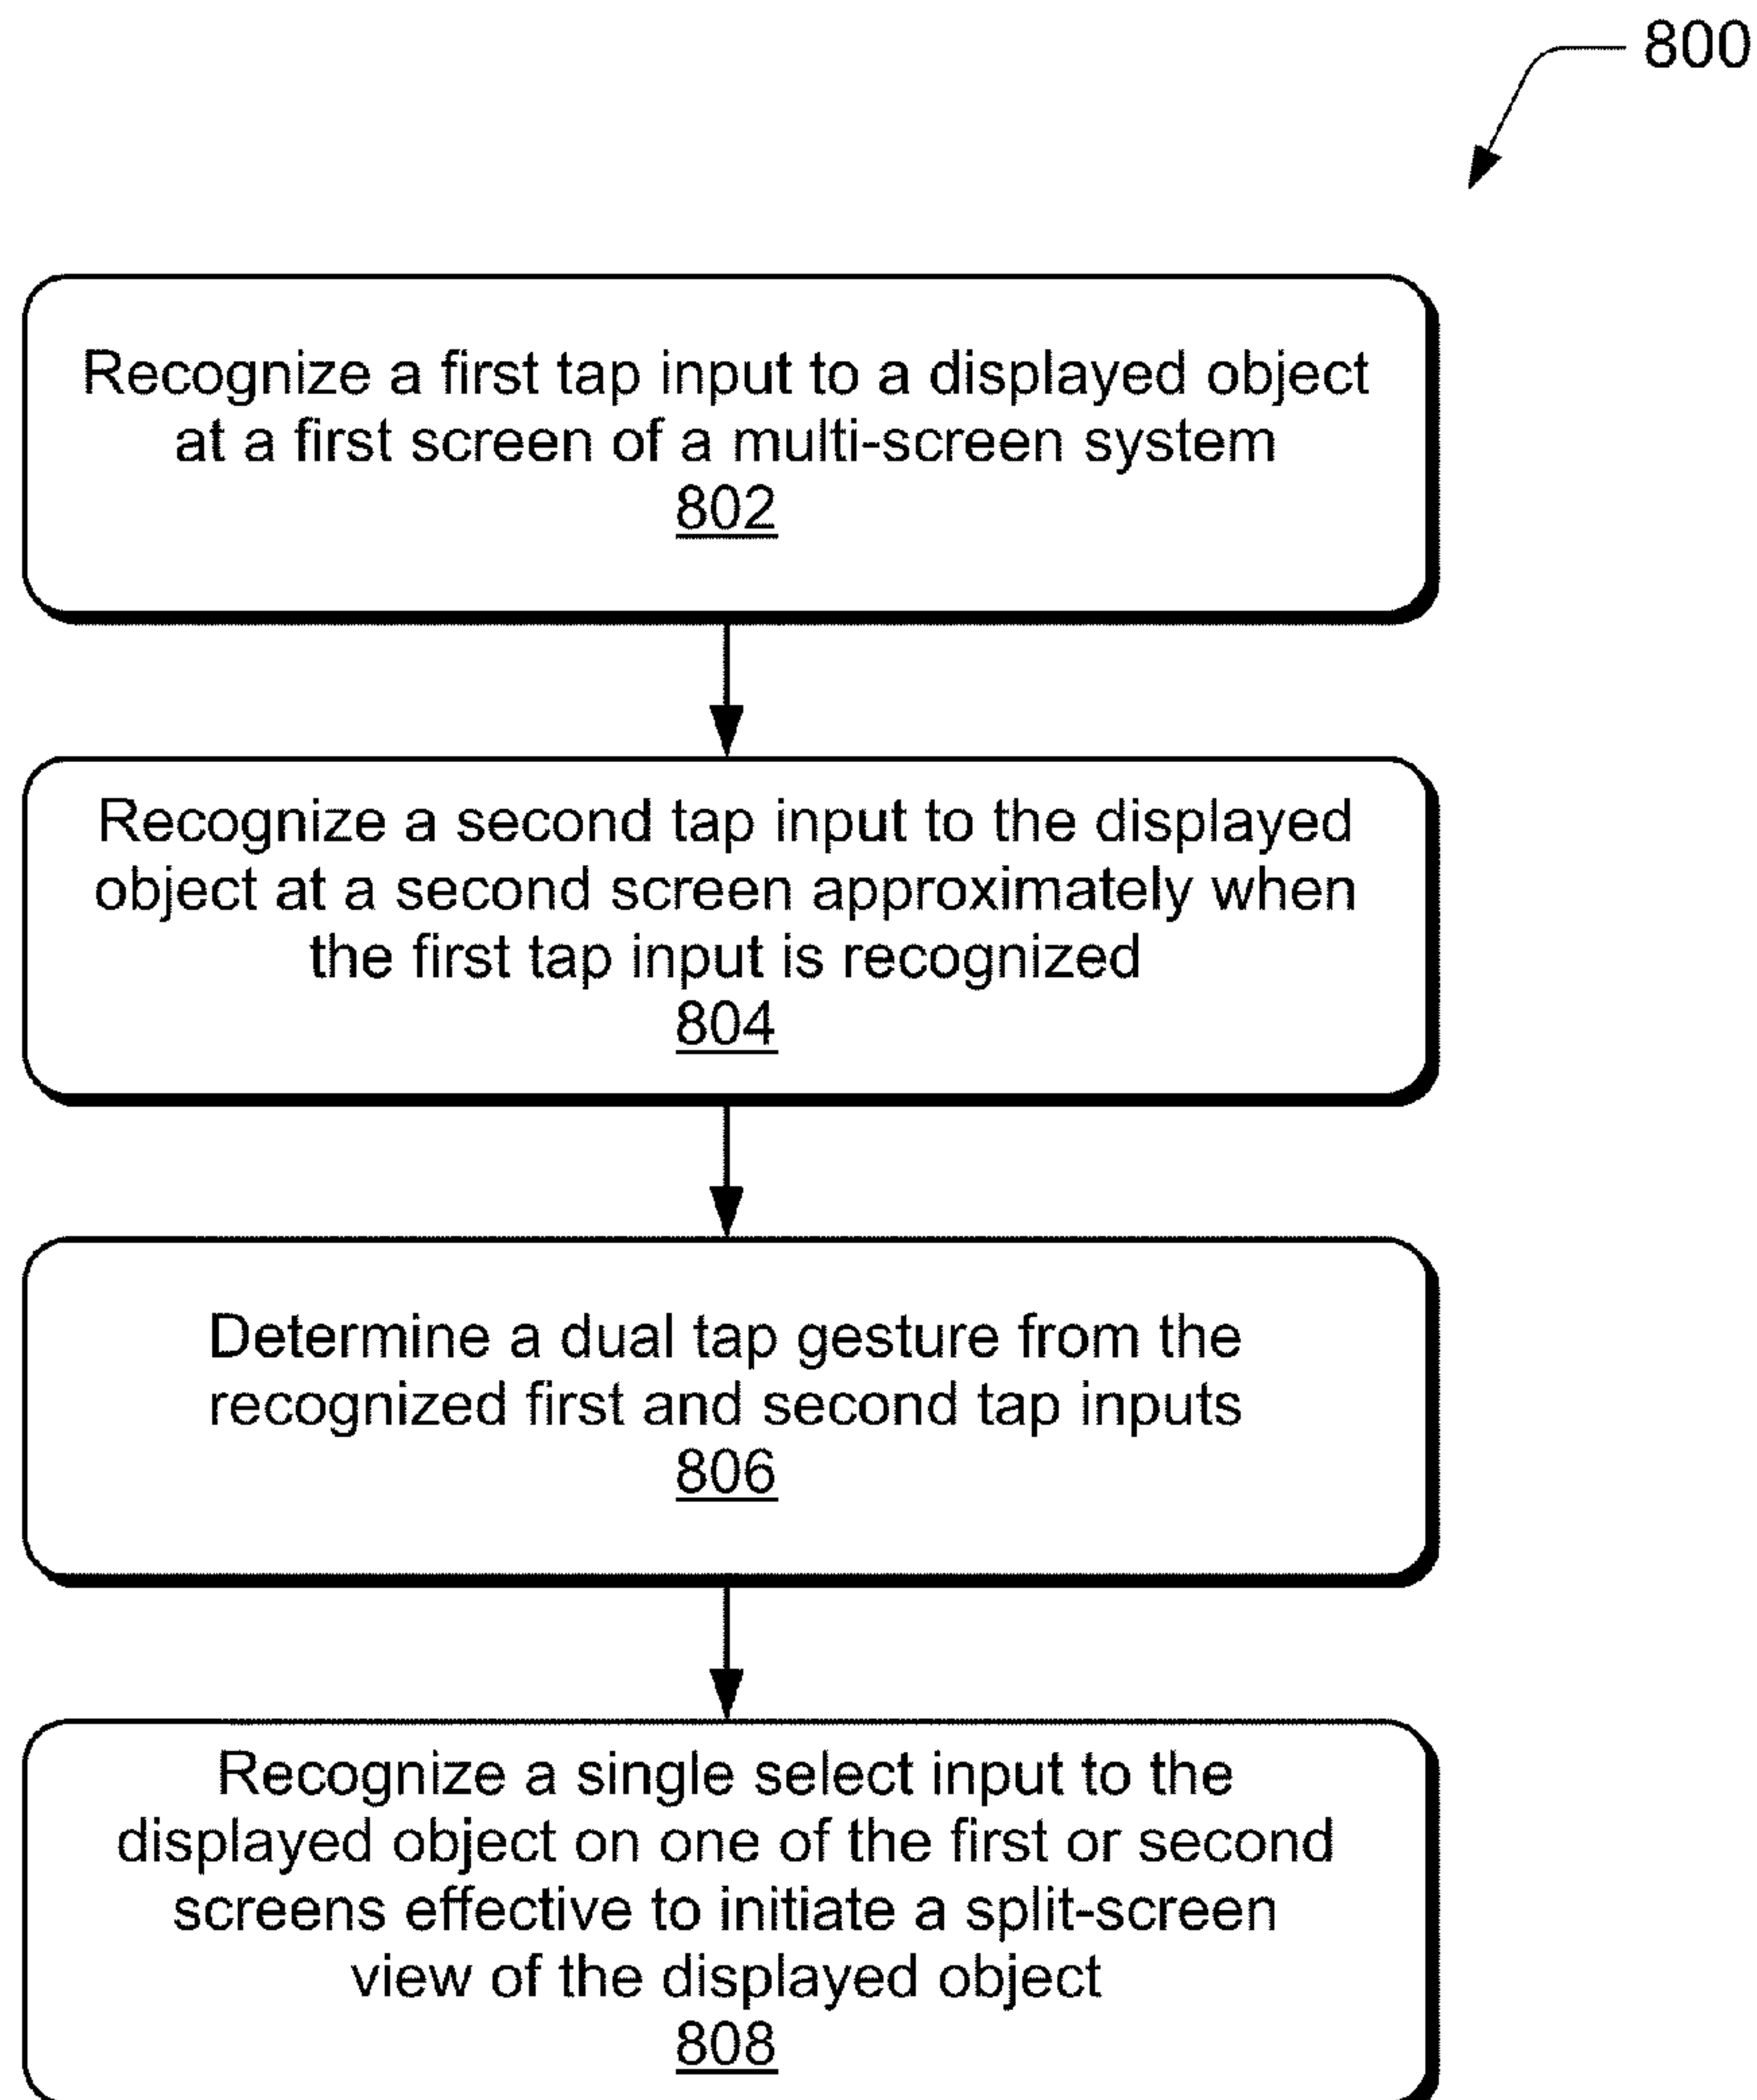 800
Recognize a first tap input to a displayed object
at a first screen of a multi-screen system
802
Recognize a second tap input to the displayed
object at a second screen approximately when
the first tap input is recognized
804
Determine a dual tap gesture from the
recognized first and second tap inputs
806
Recognize a single select input to the
displayed object on one of the first or second
screens effective to initiate a split-screen
view of the displayed object
808